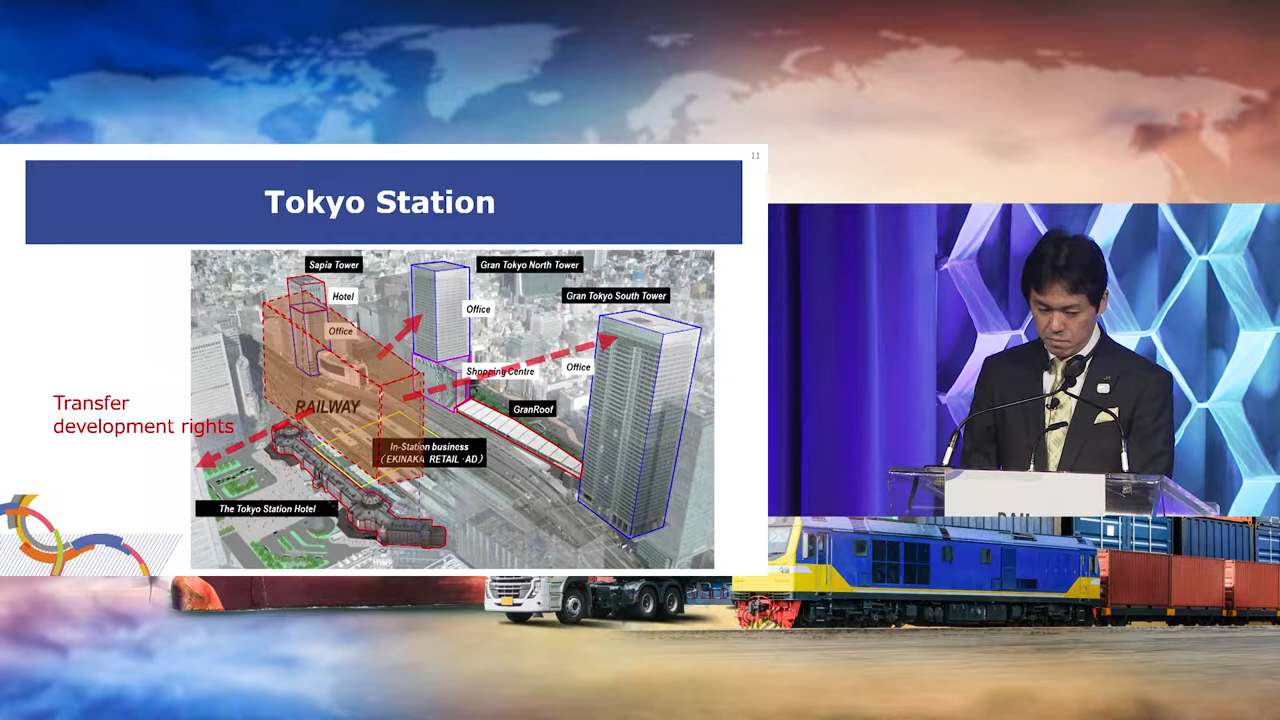 11
Tokyo Station
Sapia Tower
Gran Tokyo North Tower
Hotel
Gran Tokyo South Tower
Office
Office
Shopping Centre
Office
Transfer
development rights
RAILWAY
GranRoof
In-Station business
( EKINAKA RETAIL・AD )
The Tokyo Station Hotel